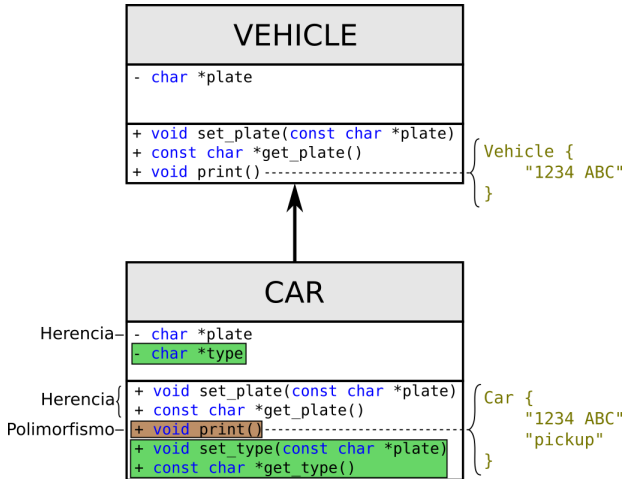 VEHICLE
- char *plate
+ void set_plate(const char *plate)
+ const char *get_plate()
+ void print()
Vehicle {
"1234 ABC"
}
CAR
Herencia
- char *plate
- char *type
Herencia
+ void set_plate(const char *plate)
+ const char *get_plate()
Polimorfismo
+ void print()
+ void set_type(const char *plate)
+ const char *get_type()
Car {
"1234 ABC"
"pickup"
}